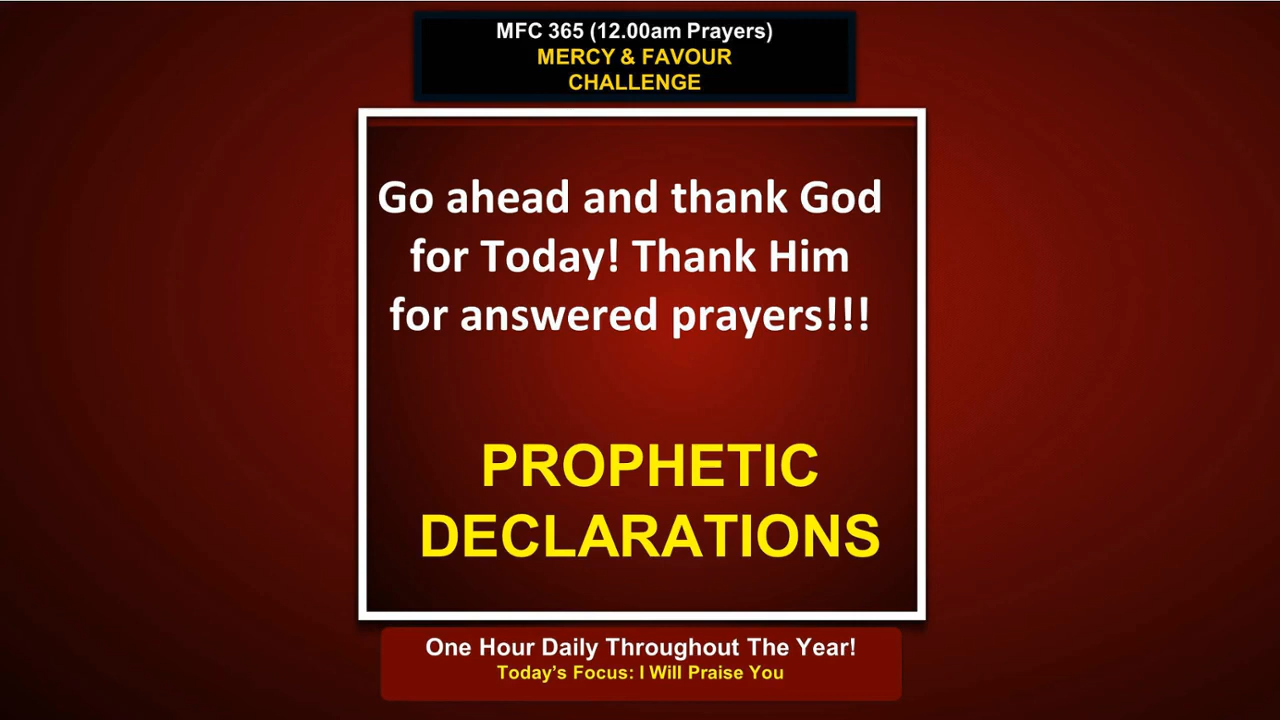 MFC 365 (12.00am Prayers)
MERCY & FAVOUR
CHALLENGE
Go ahead and thank God
for Today! Thank Him
for answered prayers!!!
PROPHETIC
DECLARATIONS
One Hour Daily Throughout The Year!
Today’s Focus: I Will Praise You